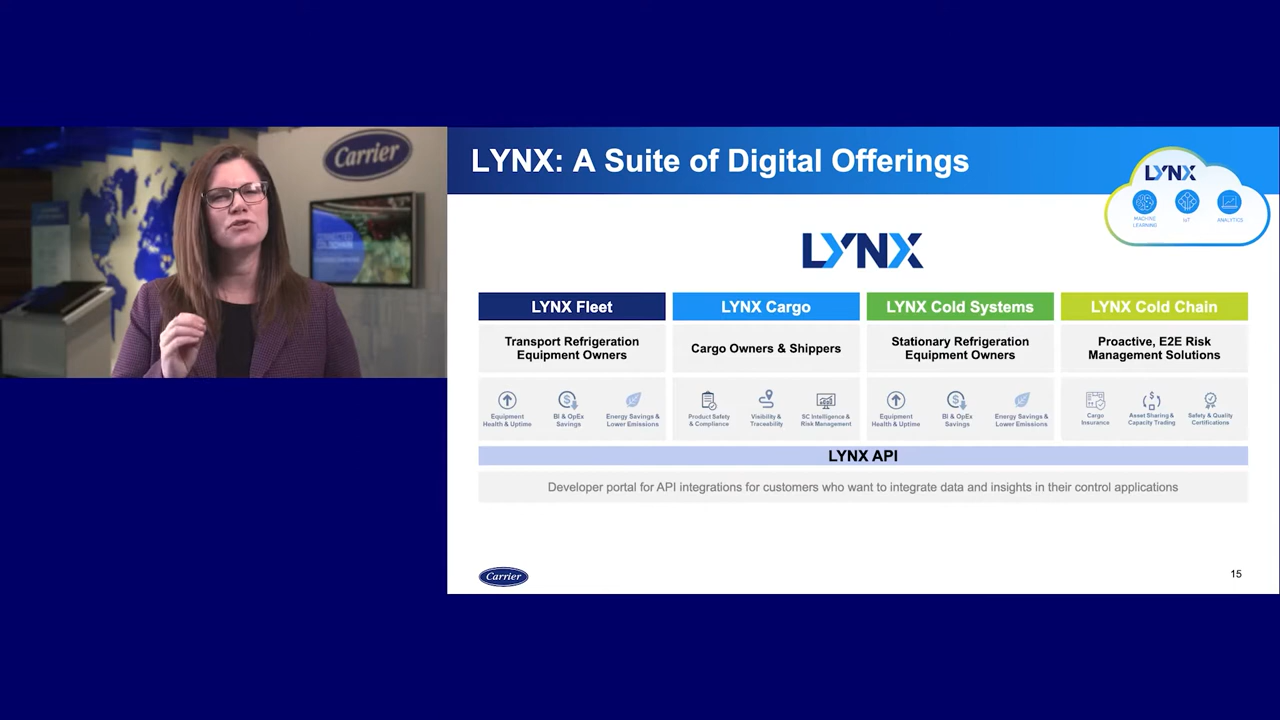 Carrier
LYNX: A Suite of Digital Offerings
LYNX
MACHINE
LEARNING
IoT
ANALYTICS
LYNX
LYNX Fleet
LYNX Cargo
LYNX Cold Systems
LYNX Cold Chain
Transport Refrigeration
Equipment Owners
Cargo Owners & Shippers
Stationary Refrigeration
Equipment Owners
Proactive, E2E Risk
Management Solutions
Equipment
Health & Uptime
BI & OpEx
Savings
Energy Savings &
Lower Emissions
Product Safety
& Compliance
Visibility &
Traceability
SC Intelligence &
Risk Management
Equipment
Health & Uptime
BI & OpEx
Savings
Energy Savings &
Lower Emissions
Cargo
Insurance
Asset Sharing &
Capacity Trading
Safety & Quality
Certifications
LYNX API
Developer portal for API integrations for customers who want to integrate data and insights in their control applications
Carrier
15